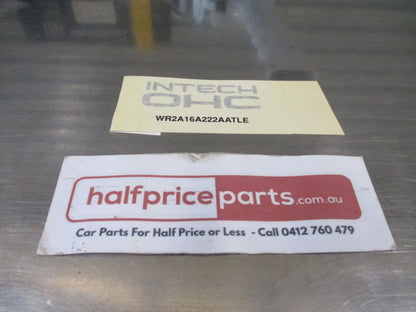 INTECH
OHC
WR2A16A222AATLE
halfpriceparts.com.au
Car Parts For Half Price or Less - Call 0412 760 479